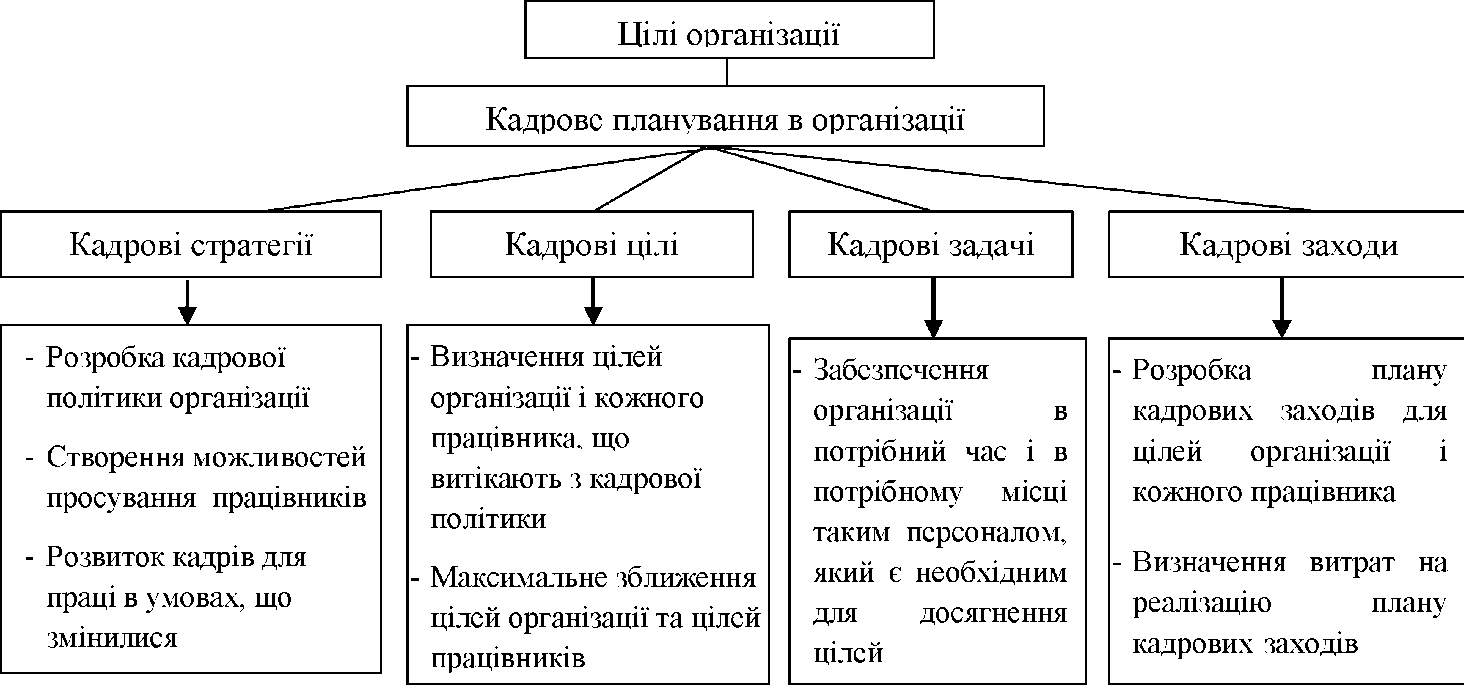 Цілі організації
Кадрове планування в організації
Кадрові стратегії
Кадрові цілі
Кадрові задачі
Кадрові заходи
- Розробка кадрової
політики організації
- Створення можливостей
просування працівників
- Розвиток кадрів для
праці в умовах, що
змінилися
- Визначення цілей
організації і кожного
працівника, що
витікають з кадрової
політики
- Максимальне зближення
цілей організації та цілей
працівників
- Забезпечення
організації в
потрібний час і в
потрібному місці
таким персоналом,
який є необхідним
для досягнення
цілей
- Розробка плану
кадрових заходів для
цілей організації і
кожного працівника
- Визначення витрат на
реалізацію плану
кадрових заходів